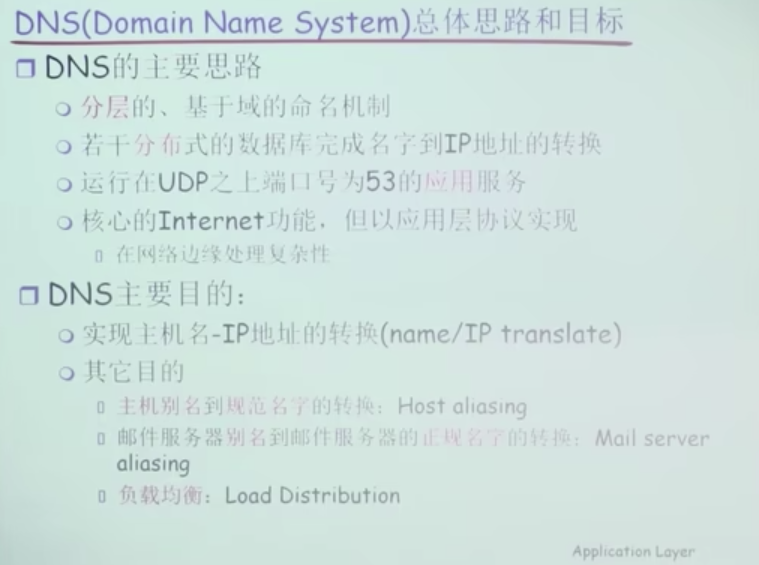 DNS(Domain Name System)总体思路和目标
DNS的主要思路
分层的、基于域的命名机制
若干分布式的数据库完成名字到IP地址的转换
运行在UDP之上端口号为53的应用服务
核心的Internet功能，但以应用层协议实现
在网络边缘处理复杂性
DNS主要目的：
实现主机名-IP地址的转换(name/IP translate)
其它目的
主机别名到规范名字的转换：Host aliasing
邮件服务器别名到邮件服务器的正规名字的转换：Mail server
aliasing
负载均衡：Load Distribution
Application Layer